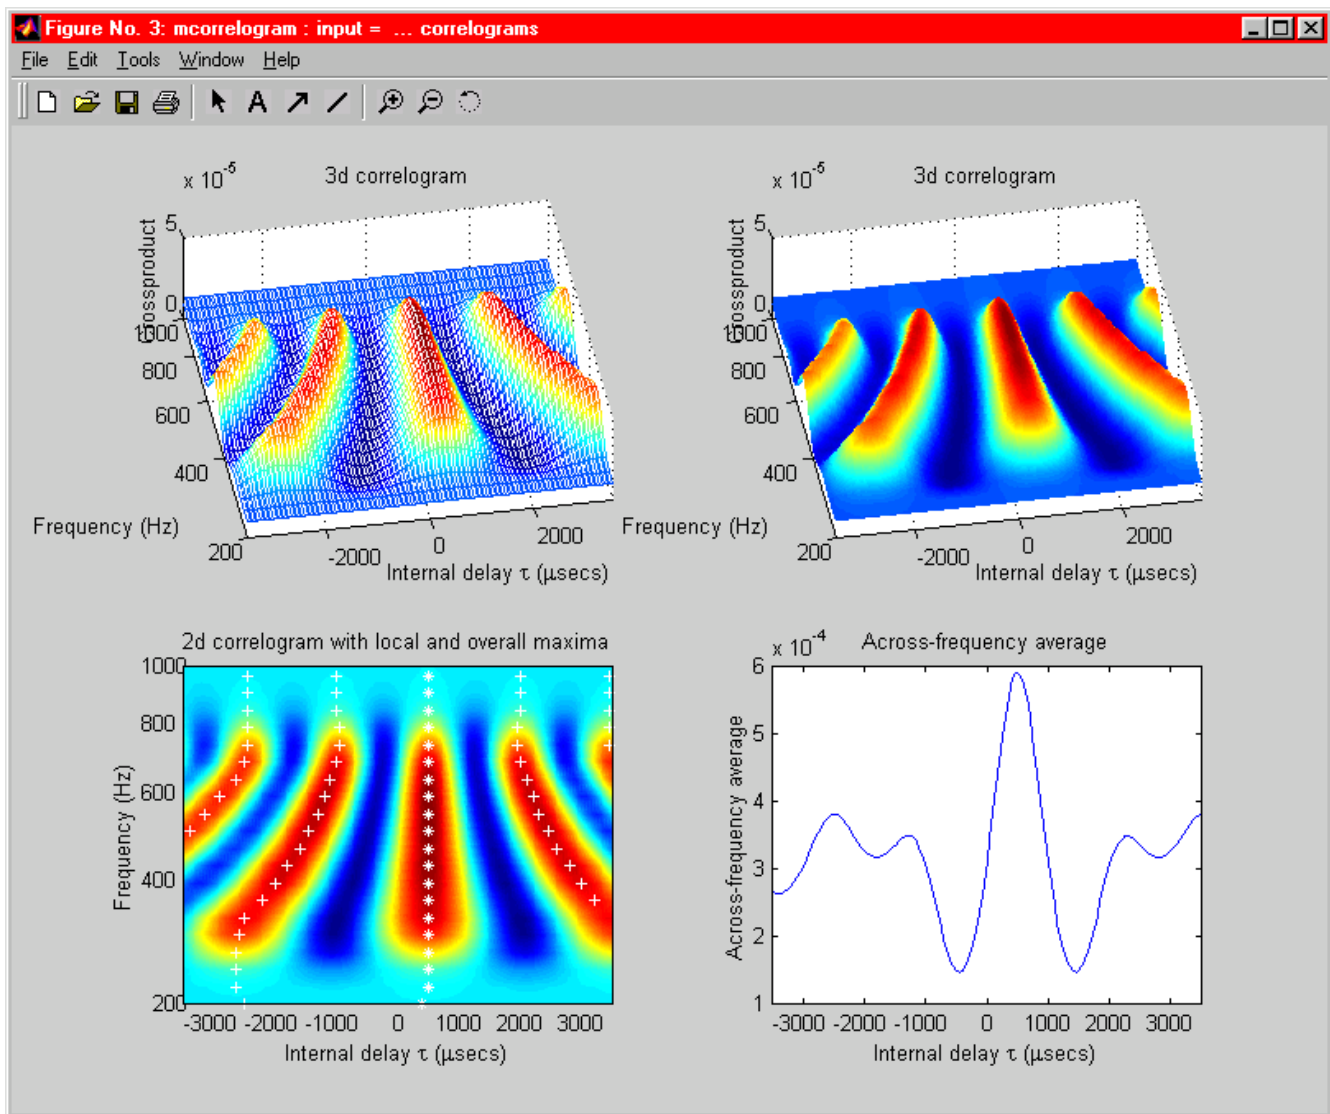 Figure No. 3: mcorrelogram : input = ... correlograms
File Edit Tools Window Help
A
x 10^-5
3d correlogram
Crossproduct
5
0
1000
800
600
400
200
Frequency (Hz)
-2000
0
2000
Internal delay τ (µsecs)
x 10^-5
3d correlogram
Crossproduct
5
0
1000
800
600
400
200
Frequency (Hz)
-2000
0
2000
Internal delay τ (µsecs)
2d correlogram with local and overall maxima
1000
800
600
400
200
Frequency (Hz)
-3000 -2000 -1000 0 1000 2000 3000
Internal delay τ (µsecs)
x 10^-4
Across-frequency average
6
5
4
3
2
1
Across-frequency average
-3000 -2000 -1000 0 1000 2000 3000
Internal delay τ (µsecs)